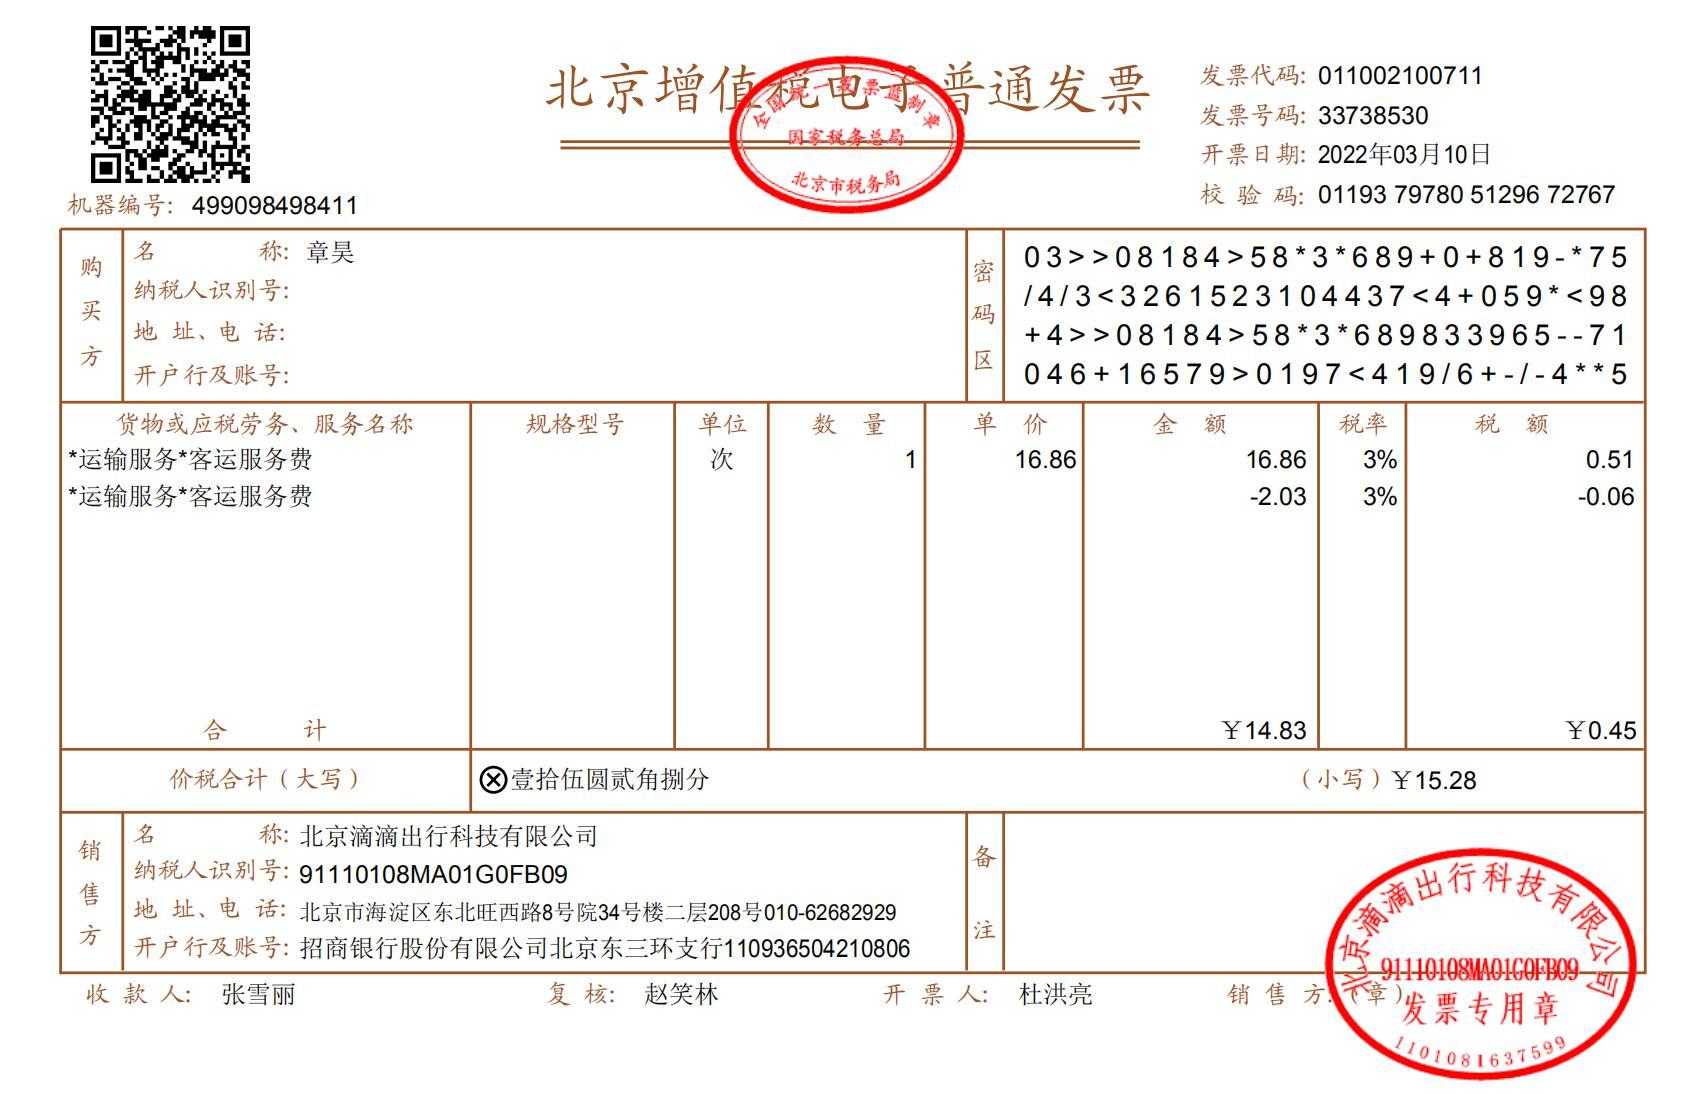 北京增值税电子普通发票
全国统一发票监制章
国家税务总局
北京市税务局
发票代码: 011002100711
发票号码: 33738530
开票日期: 2022年03月10日
校 验 码: 01193 79780 51296 72767
机器编号: 499098498411
购买方
名 称: 章昊
纳税人识别号:
地 址、电 话:
开户行及账号:
密码区
03>>08184>58*3*689+0+819-*75
/4/3<3261523104437<4+059*<98
+4>>08184>58*3*689833965--71
046+16579>0197<419/6+-/-4**5
货物或应税劳务、服务名称 规格型号 单位 数 量 单 价 金 额 税率 税 额
*运输服务*客运服务费 次 1 16.86 16.86 3% 0.51
*运输服务*客运服务费 -2.03 3% -0.06
合 计 ￥14.83 ￥0.45
价税合计（大写） ⊗壹拾伍圆贰角捌分 （小写）￥15.28
销售方
名 称: 北京滴滴出行科技有限公司
纳税人识别号: 91110108MA01G0FB09
地 址、电 话: 北京市海淀区东北旺西路8号院34号楼二层208号010-62682929
开户行及账号: 招商银行股份有限公司北京东三环支行110936504210806
备注
收 款 人: 张雪丽 复 核: 赵笑林 开 票 人: 杜洪亮 销 售 方:（章）
北京滴滴出行科技有限公司
91110108MA01G0FB09
发票专用章
1101081637599